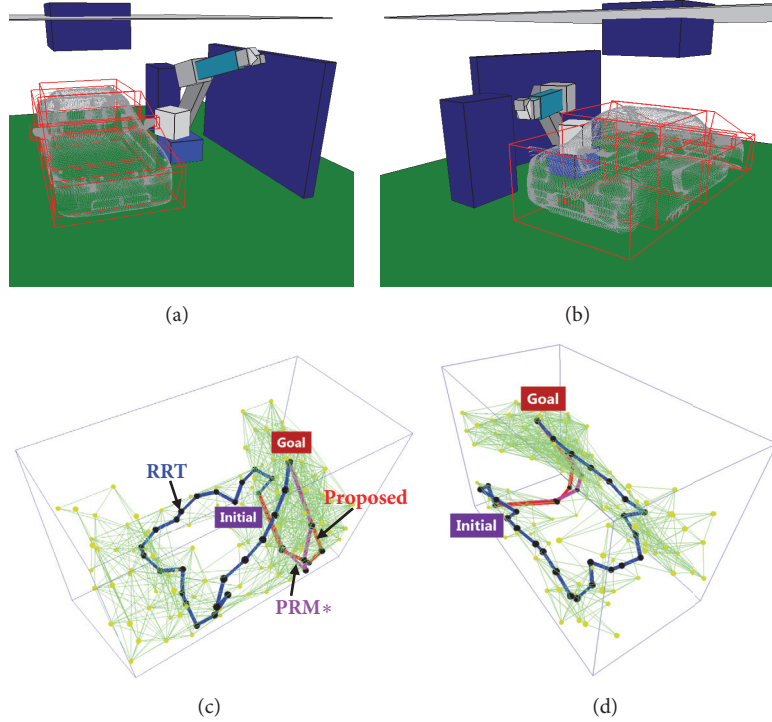 (a)
(b)
Goal
RRT
Proposed
Initial
PRM*
Goal
Initial
(c)
(d)